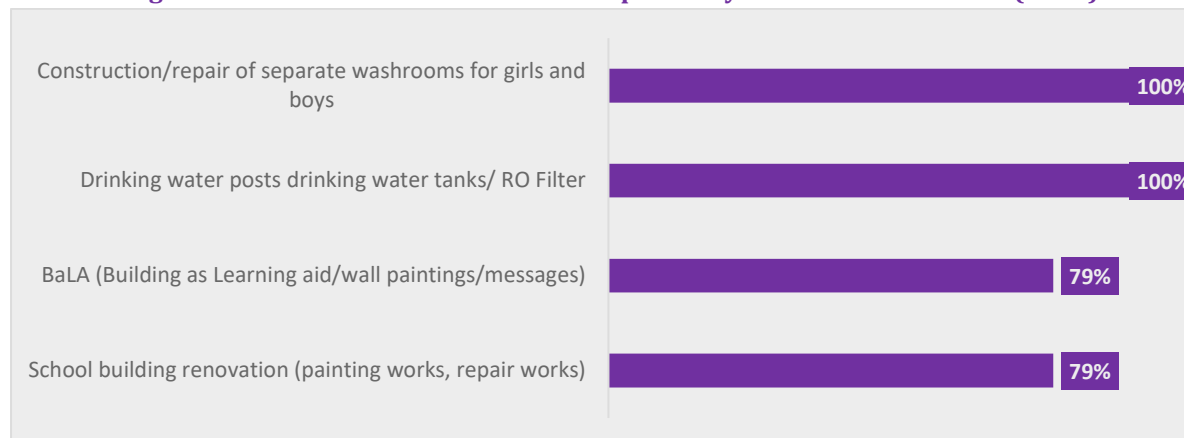 Construction/repair of separate washrooms for girls and
boys
100%
Drinking water posts drinking water tanks/ RO Filter
100%
BaLA (Building as Learning aid/wall paintings/messages)
79%
School building renovation (painting works, repair works)
79%